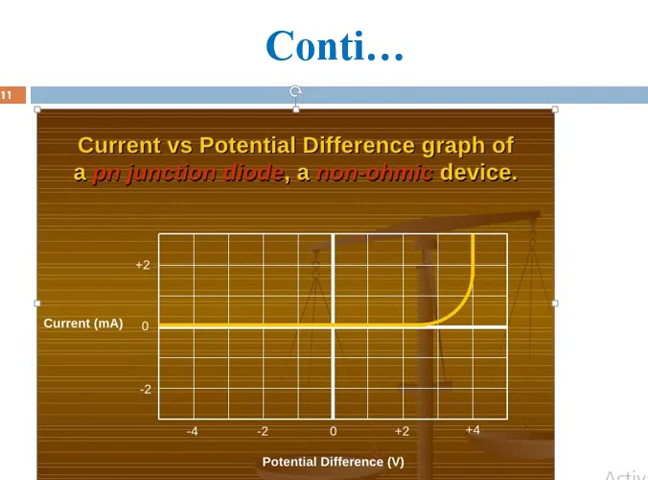 Conti…
11
Current vs Potential Difference graph of
a pn junction diode, a non-ohmic device.
+2
Current (mA) 0
-2
-4 -2 0 +2 +4
Potential Difference (V)
Activ